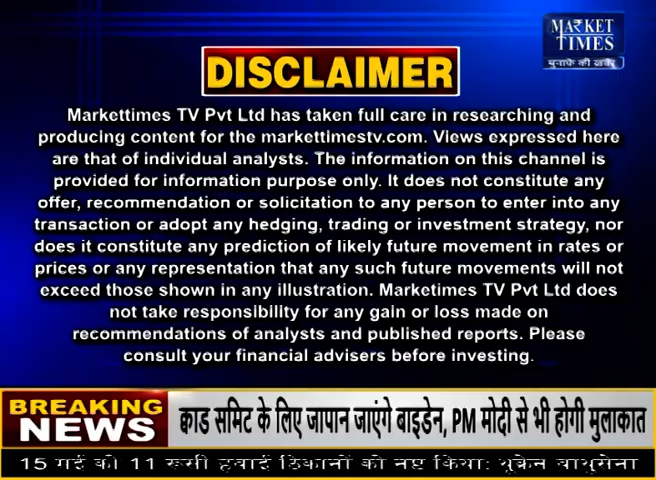 MARKET
TIMES
मुनाफे की खबर
DISCLAIMER
Markettimes TV Pvt Ltd has taken full care in researching and
producing content for the markettimestv.com. Views expressed here
are that of individual analysts. The information on this channel is
provided for information purpose only. It does not constitute any
offer, recommendation or solicitation to any person to enter into any
transaction or adopt any hedging, trading or investment strategy, nor
does it constitute any prediction of likely future movement in rates or
prices or any representation that any such future movements will not
exceed those shown in any illustration. Marketimes TV Pvt Ltd does
not take responsibility for any gain or loss made on
recommendations of analysts and published reports. Please
consult your financial advisers before investing.
BREAKING
NEWS
क्वाड समिट के लिए जापान जाएंगे बाइडेन, PM मोदी से भी होगी मुलाकात
15 मई को 11 रूसी हवाई ठिकानों को नष्ट किया: यूक्रेन वायुसेना